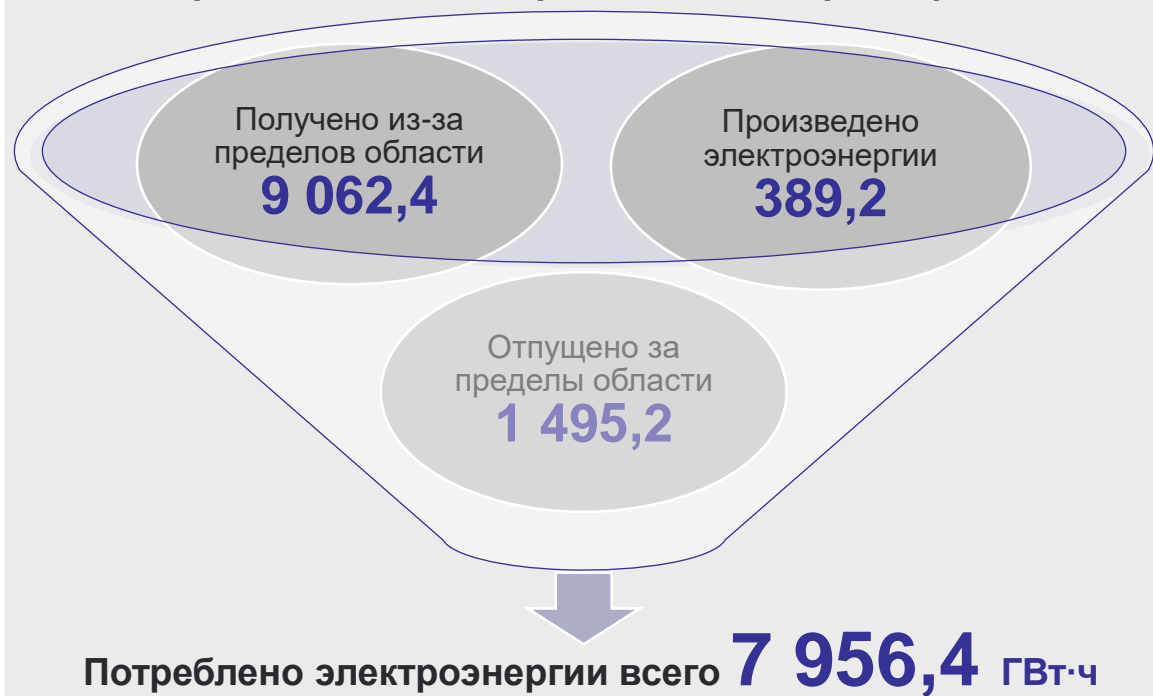 Получено из-за
пределов области
9 062,4
Произведено
электроэнергии
389,2
Отпущено за
пределы области
1 495,2
Потреблено электроэнергии всего 7 956,4 ГВт·ч